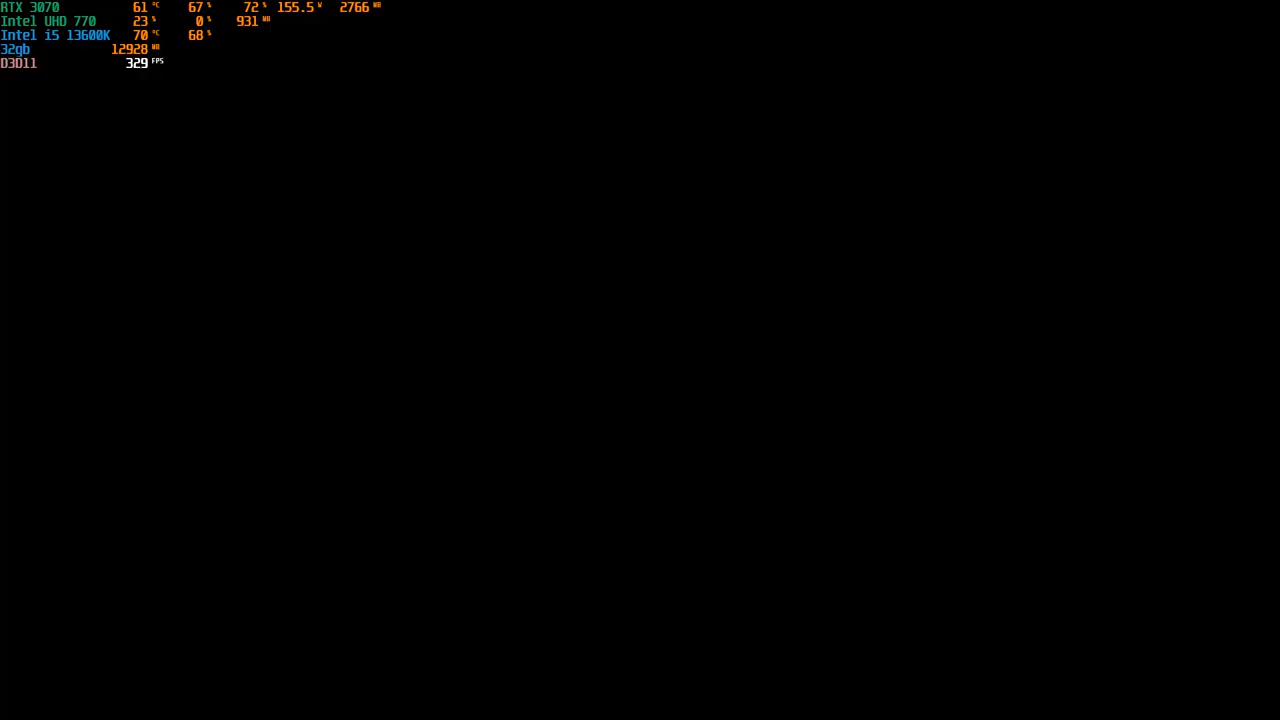 RTX 3070 61 °C 67 % 72 % 155.5 W 2766 MB
Intel UHD 770 23 % 0 % 931 MB
Intel i5 13600K 70 °C 68 %
32gb 12928 MB
D3D11 329 FPS